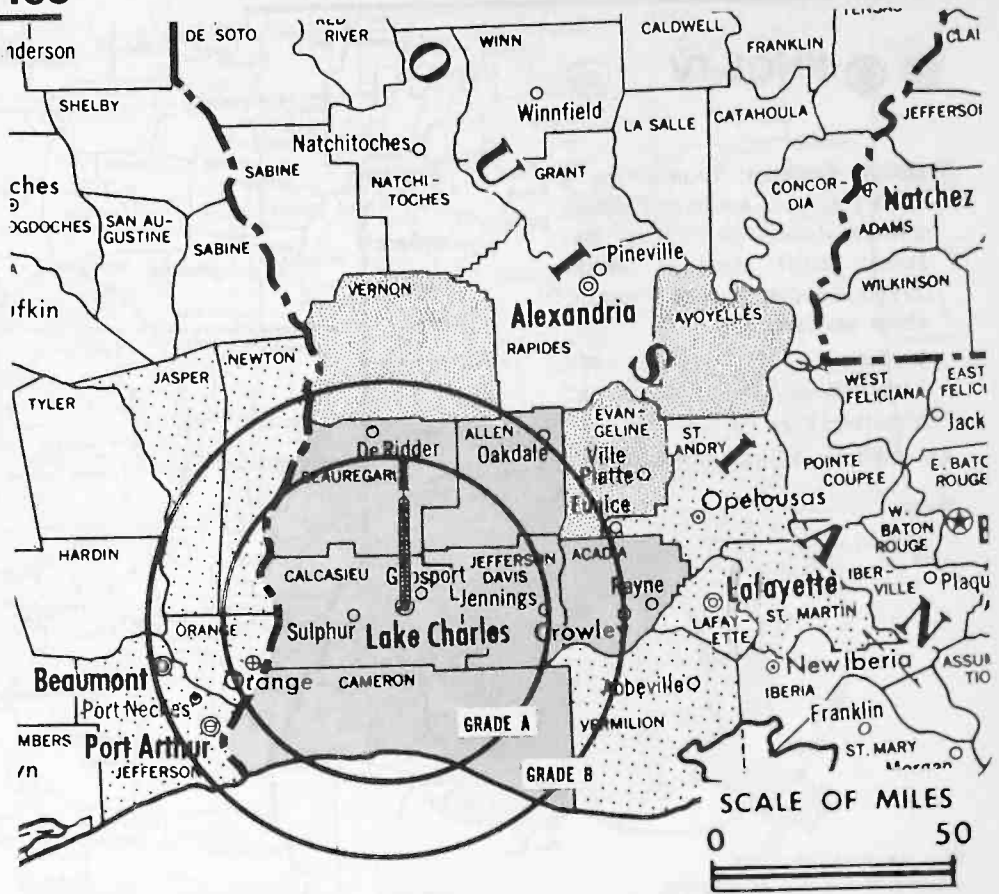 DE SOTO
RED
RIVER
WINN
CALDWELL
FRANKLIN
TENSAS
nderson
SHELBY
Winnfield
LA SALLE
CATAHOULA
Natchitoches
SABINE
NATCHI-
TOCHES
GRANT
CONCOR-
DIA
Natchez
ADAMS
ches
SAN AU-
GUSTINE
SABINE
Pineville
WILKINSON
VERNON
Alexandria
AVOYELLES
RAPIDES
NEWTON
JASPER
TYLER
WEST
FELICIANA
EAST
FELICI
Jack
EVAN-
GELINE
ST.
LANDRY
ALLEN
Oakdale
De Ridder
BEAUREGARD
Ville
Platte
POINTE
COUPEE
E. BATO
ROUGE
Eunice
Opelousas
W.
BATON
ROUGE
HARDIN
CALCASIEU
JEFFERSON
DAVIS
ACADIA
Jennings
Rayne
Lafayette
IBER-
VILLE
Plaqu
LAFAY-
ETTE
ST. MARTIN
ORANGE
Sulphur
Lake Charles
Crowley
Beaumont
Orange
CAMERON
Abbeville
New Iberia
IBERIA
Port Neches
Port Arthur
JEFFERSON
GRADE A
VERMILION
Franklin
ST. MARY
Morgan
MBERS
GRADE B
SCALE OF MILES
0 50
L O U I S I A N